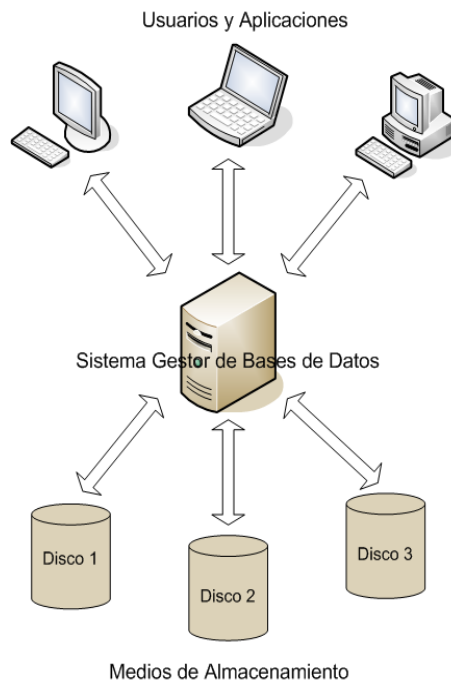 Usuarios y Aplicaciones
Sistema Gestor de Bases de Datos
Disco 1
Disco 2
Disco 3
Medios de Almacenamiento